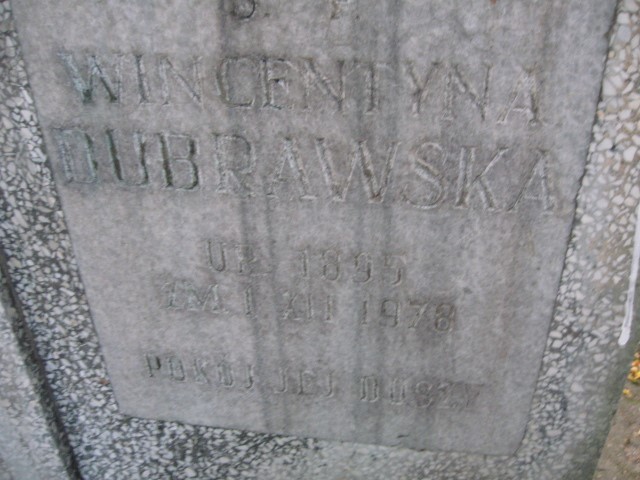 Ś. P.
WINCENTYNA
DUBRAWSKA
UR. 1895
ZM. 1 XII 1978
POKÓJ JEJ DUSZY